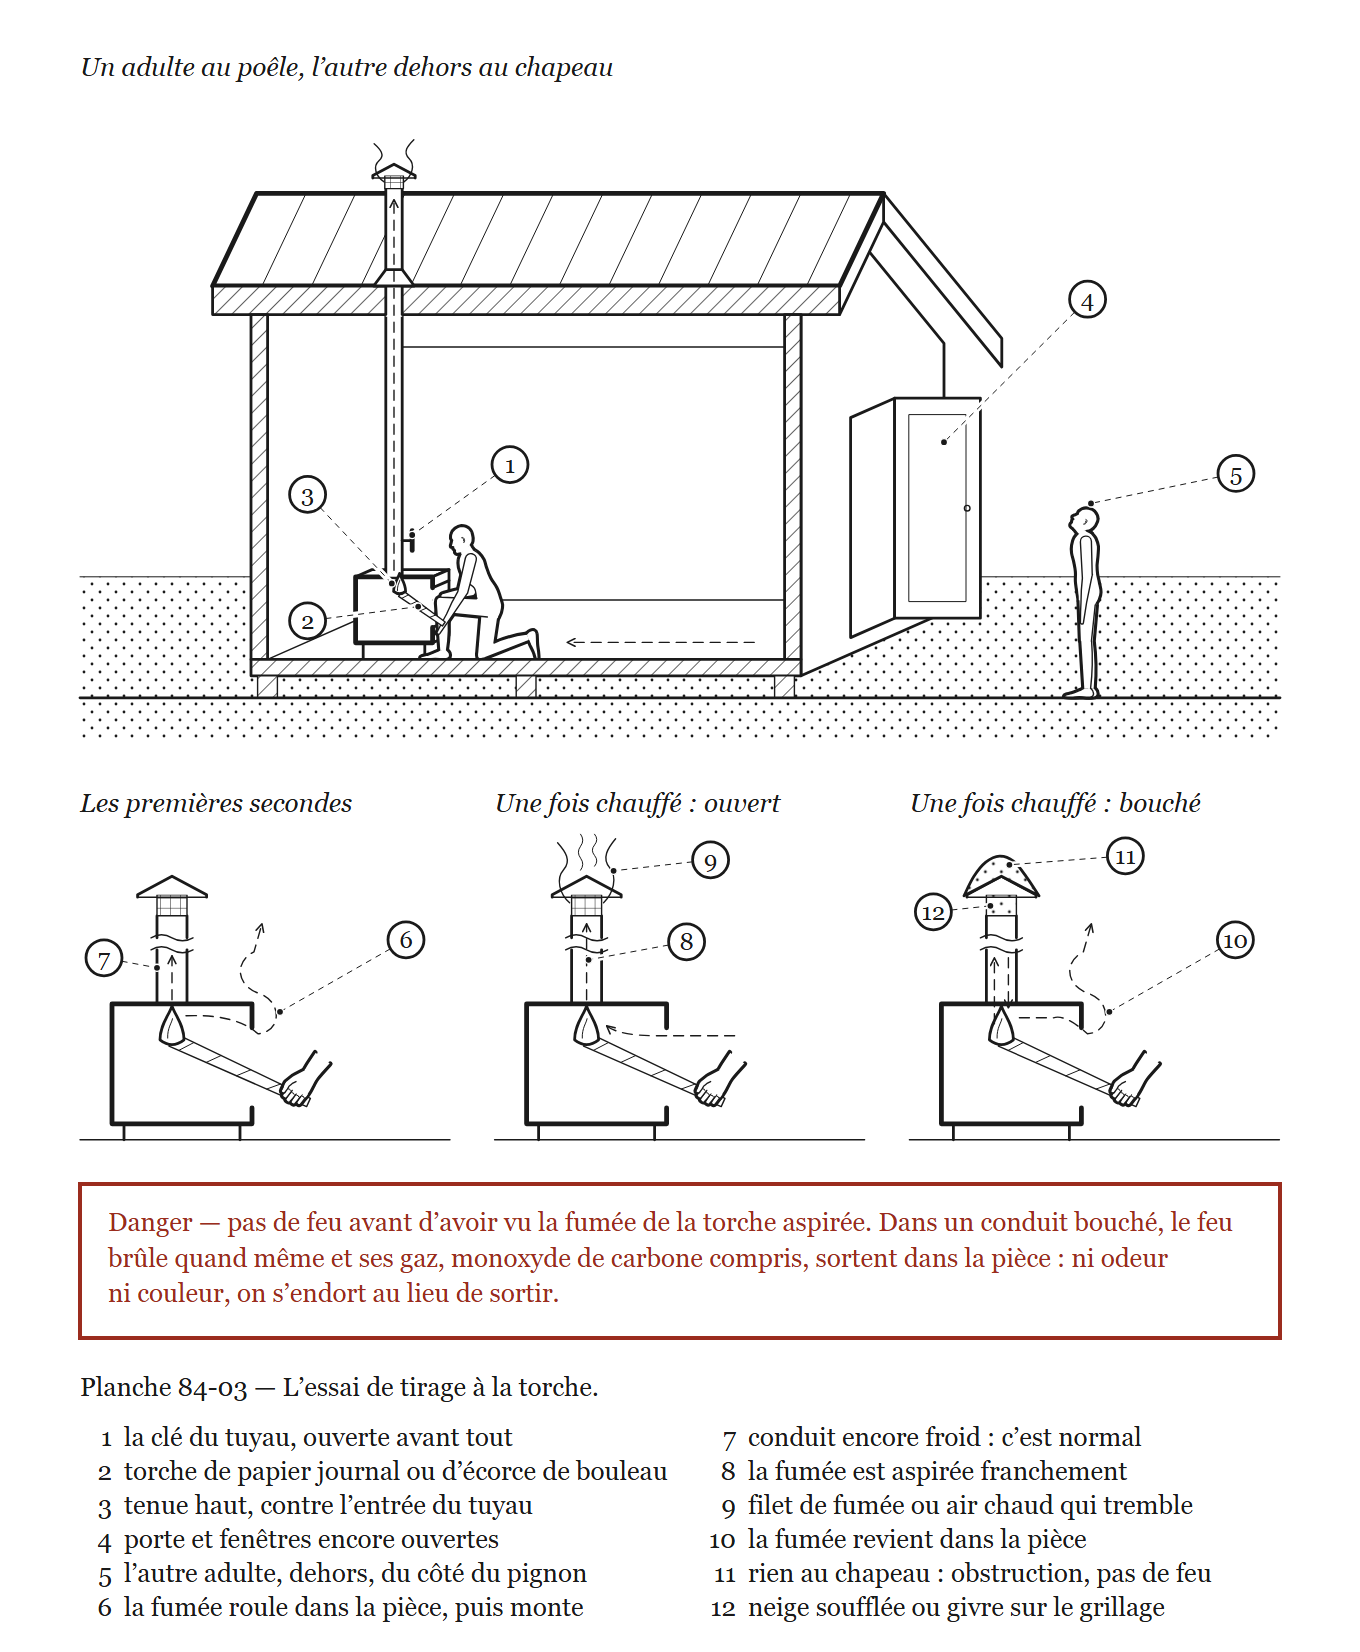 Un adulte au poêle, l’autre dehors au chapeau
4
1
5
3
2
Les premières secondes
Une fois chauffé : ouvert
Une fois chauffé : bouché
7
6
9
8
11
12
10
Danger — pas de feu avant d’avoir vu la fumée de la torche aspirée. Dans un conduit bouché, le feu
brûle quand même et ses gaz, monoxyde de carbone compris, sortent dans la pièce : ni odeur
ni couleur, on s’endort au lieu de sortir.
Planche 84-03 — L’essai de tirage à la torche.
1 la clé du tuyau, ouverte avant tout
2 torche de papier journal ou d’écorce de bouleau
3 tenue haut, contre l’entrée du tuyau
4 porte et fenêtres encore ouvertes
5 l’autre adulte, dehors, du côté du pignon
6 la fumée roule dans la pièce, puis monte
7 conduit encore froid : c’est normal
8 la fumée est aspirée franchement
9 filet de fumée ou air chaud qui tremble
10 la fumée revient dans la pièce
11 rien au chapeau : obstruction, pas de feu
12 neige soufflée ou givre sur le grillage